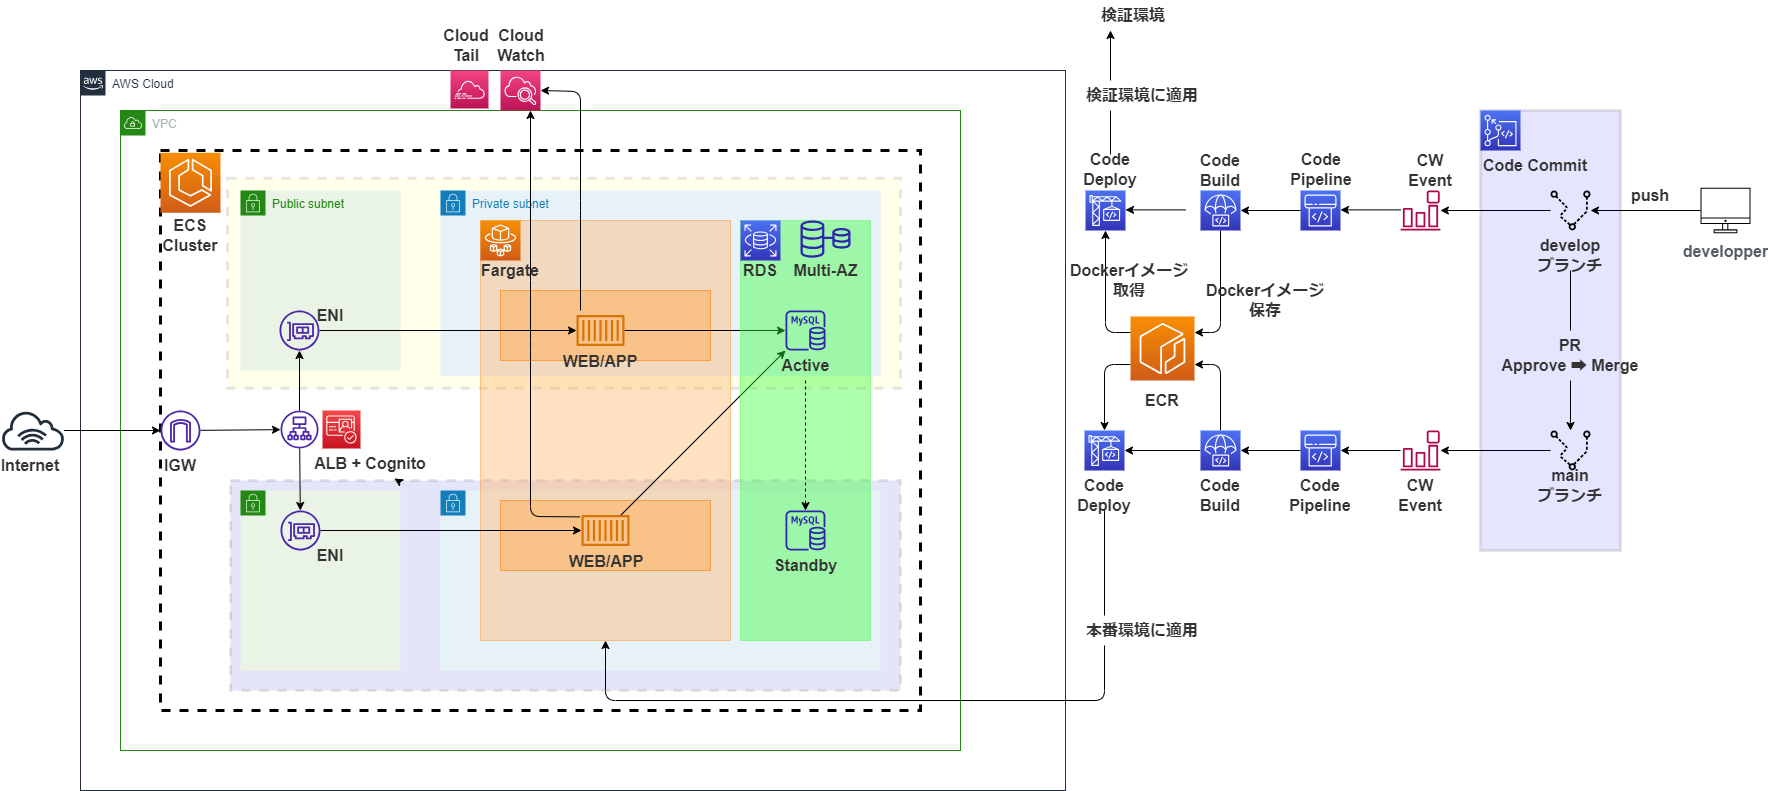 検証環境
Cloud
Tail
Cloud
Watch
aws
AWS Cloud
検証環境に適用
VPC
ECS
Cluster
Public subnet
Private subnet
Fargate
RDS
Multi-AZ
ENI
WEB/APP
MySQL
Active
Internet
IGW
ALB + Cognito
ENI
WEB/APP
MySQL
Standby
Code
Deploy
Code
Build
Code
Pipeline
CW
Event
Code Commit
push
developper
develop
ブランチ
Dockerイメージ
取得
Dockerイメージ
保存
ECR
PR
Approve ➡ Merge
main
ブランチ
Code
Deploy
Code
Build
Code
Pipeline
CW
Event
本番環境に適用